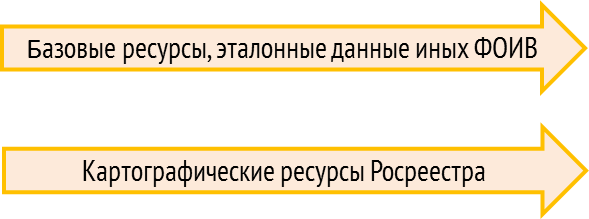 Базовые ресурсы, эталонные данные иных ФОИВ
Картографические ресурсы Росреестра